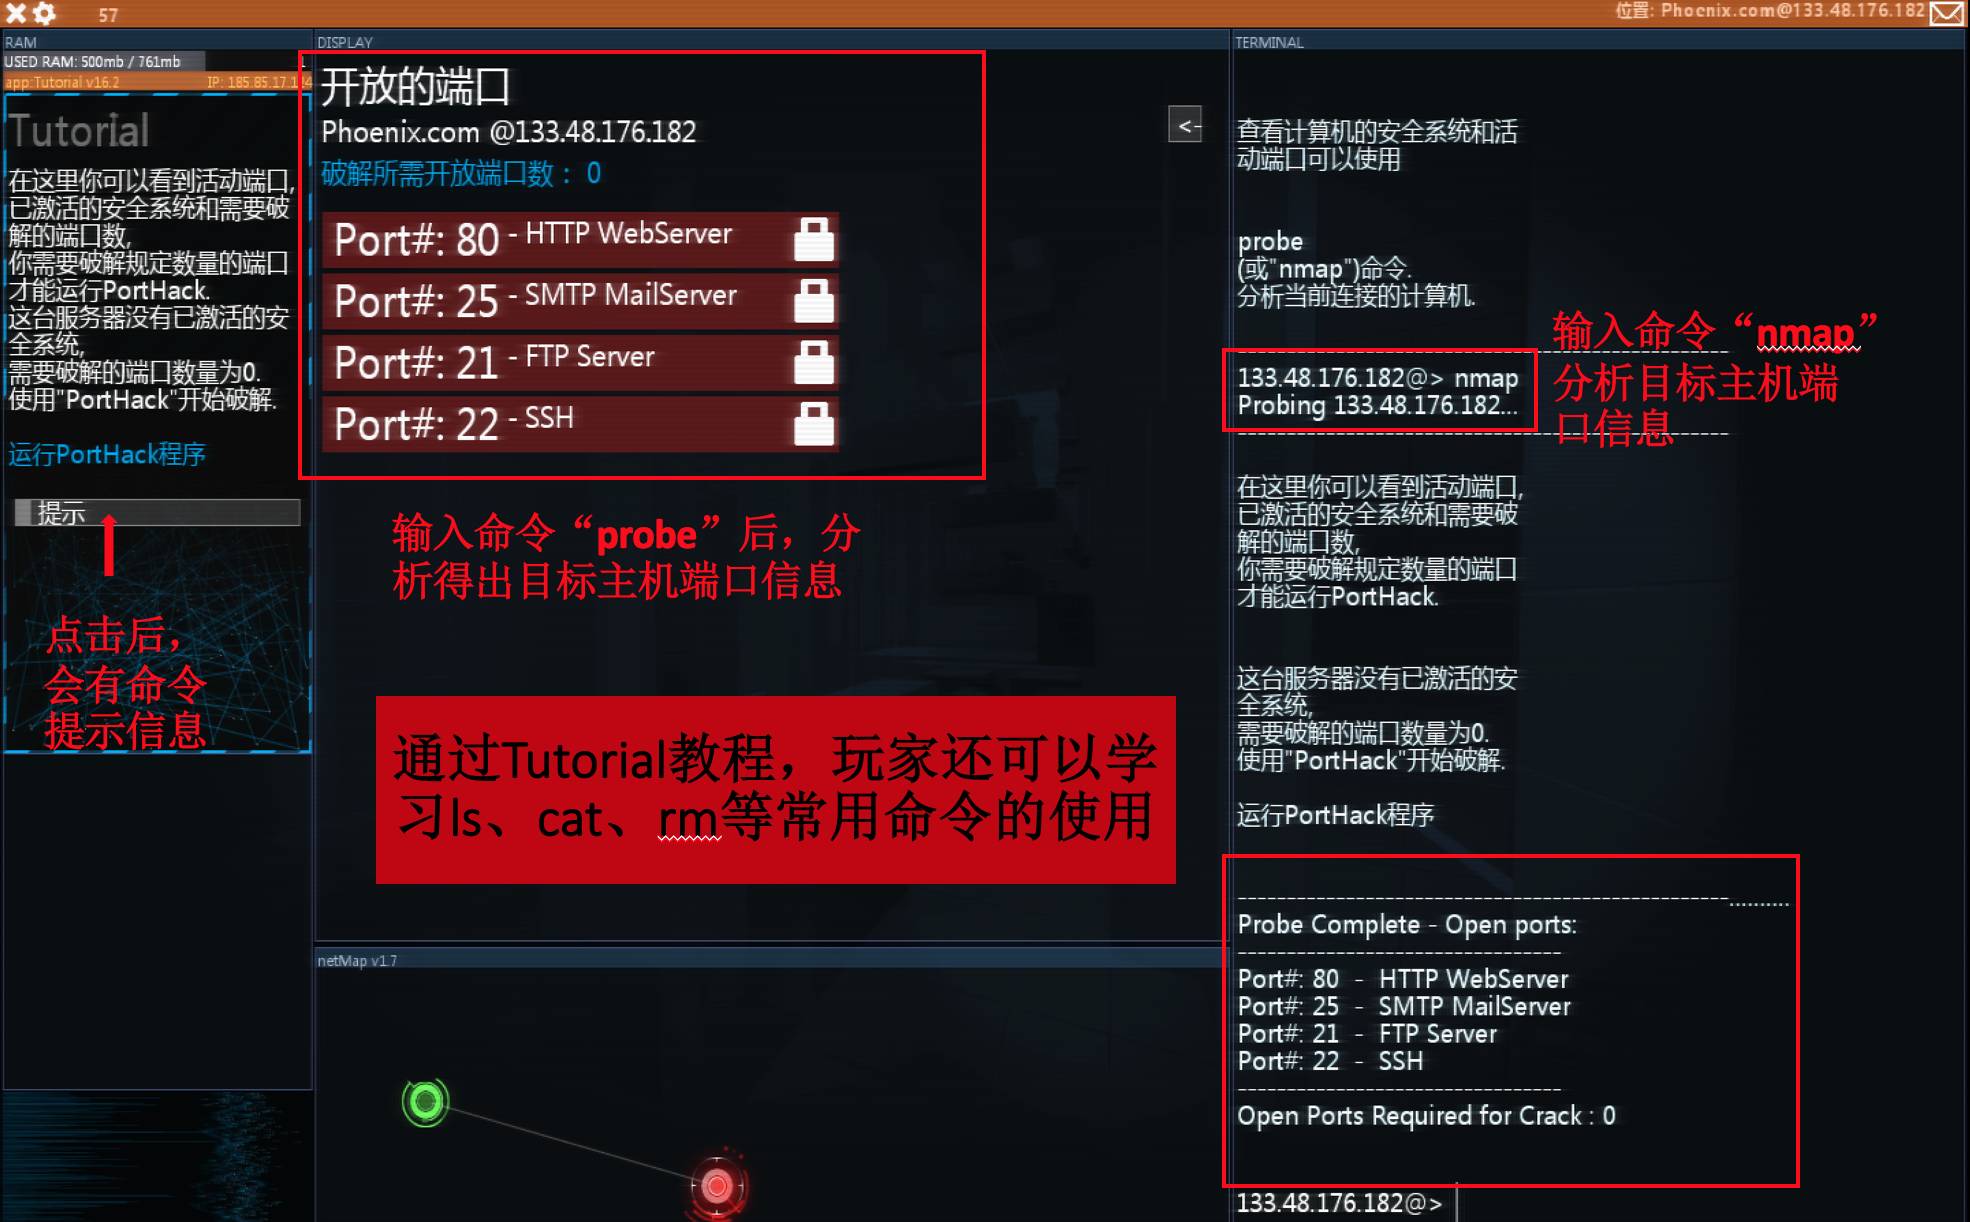 57
位置: Phoenix.com@133.48.176.182
RAM
USED RAM: 500mb / 761mb
1
app:Tutorial v16.2
IP: 185.85.17.124
Tutorial
在这里你可以看到活动端口,
已激活的安全系统和需要破
解的端口数,
你需要破解规定数量的端口
才能运行PortHack.
这台服务器没有已激活的安
全系统,
需要破解的端口数量为0.
使用"PortHack"开始破解.
运行PortHack程序
提示
点击后，
会有命令
提示信息
DISPLAY
开放的端口
Phoenix.com @133.48.176.182
破解所需开放端口数： 0
<-
Port#: 80 - HTTP WebServer
Port#: 25 - SMTP MailServer
Port#: 21 - FTP Server
Port#: 22 - SSH
输入命令“probe”后，分
析得出目标主机端口信息
通过Tutorial教程，玩家还可以学
习ls、cat、rm等常用命令的使用
netMap v1.7
TERMINAL
查看计算机的安全系统和活
动端口可以使用
probe
(或"nmap")命令.
分析当前连接的计算机.
133.48.176.182@> nmap
Probing 133.48.176.182...
输入命令“nmap”
分析目标主机端
口信息
在这里你可以看到活动端口,
已激活的安全系统和需要破
解的端口数,
你需要破解规定数量的端口
才能运行PortHack.
这台服务器没有已激活的安
全系统,
需要破解的端口数量为0.
使用"PortHack"开始破解.
运行PortHack程序
Probe Complete - Open ports:
Port#: 80 - HTTP WebServer
Port#: 25 - SMTP MailServer
Port#: 21 - FTP Server
Port#: 22 - SSH
Open Ports Required for Crack : 0
133.48.176.182@>